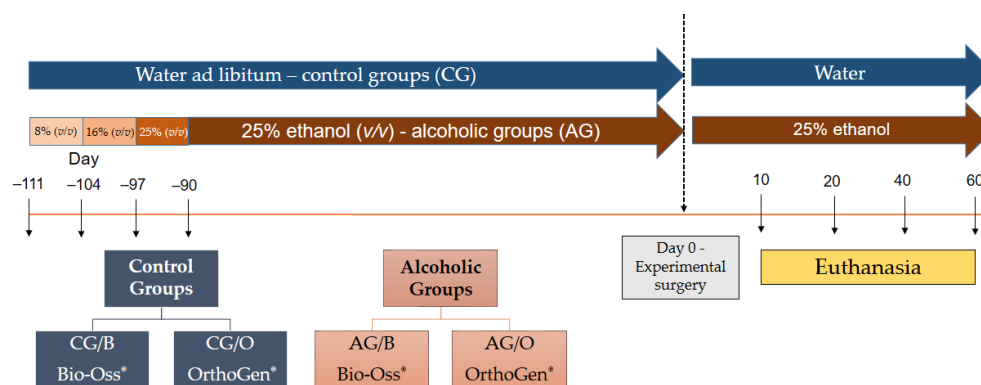 Water ad libitum – control groups (CG)
Water
8% (v/v) 16% (v/v) 25% (v/v)
25% ethanol (v/v) - alcoholic groups (AG)
25% ethanol
Day
–111 –104 –97 –90
10 20 40 60
Control
Groups
Alcoholic
Groups
Day 0 -
Experimental
surgery
Euthanasia
CG/B
Bio-Oss®
CG/O
OrthoGen®
AG/B
Bio-Oss®
AG/O
OrthoGen®